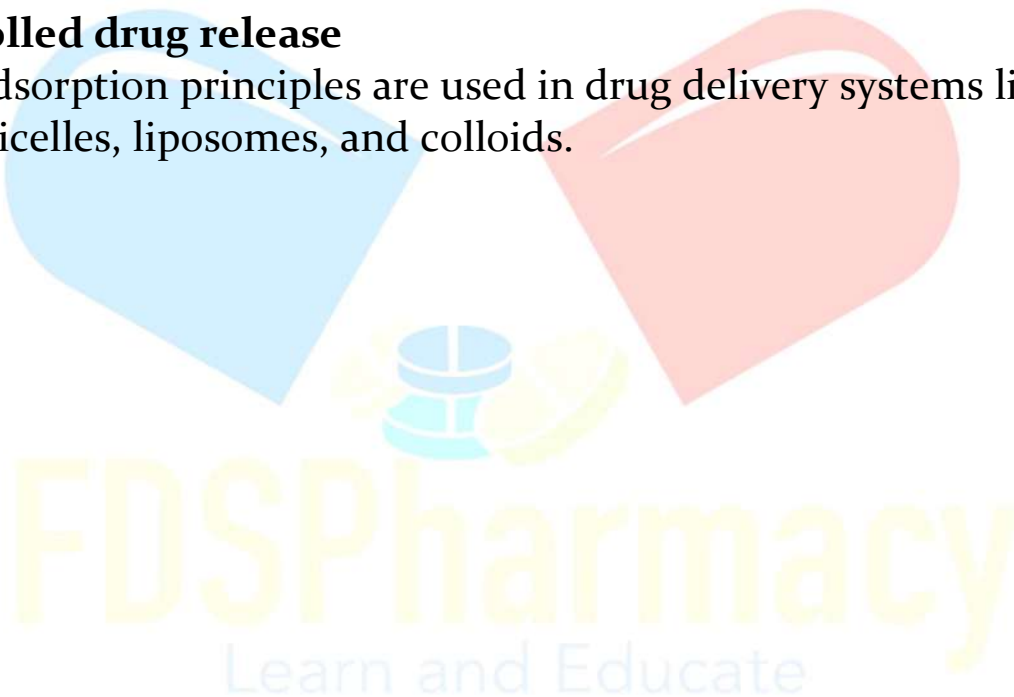 olled drug release
dsorption principles are used in drug delivery systems li
icelles, liposomes, and colloids.
FDSPharmacy
Learn and Educate